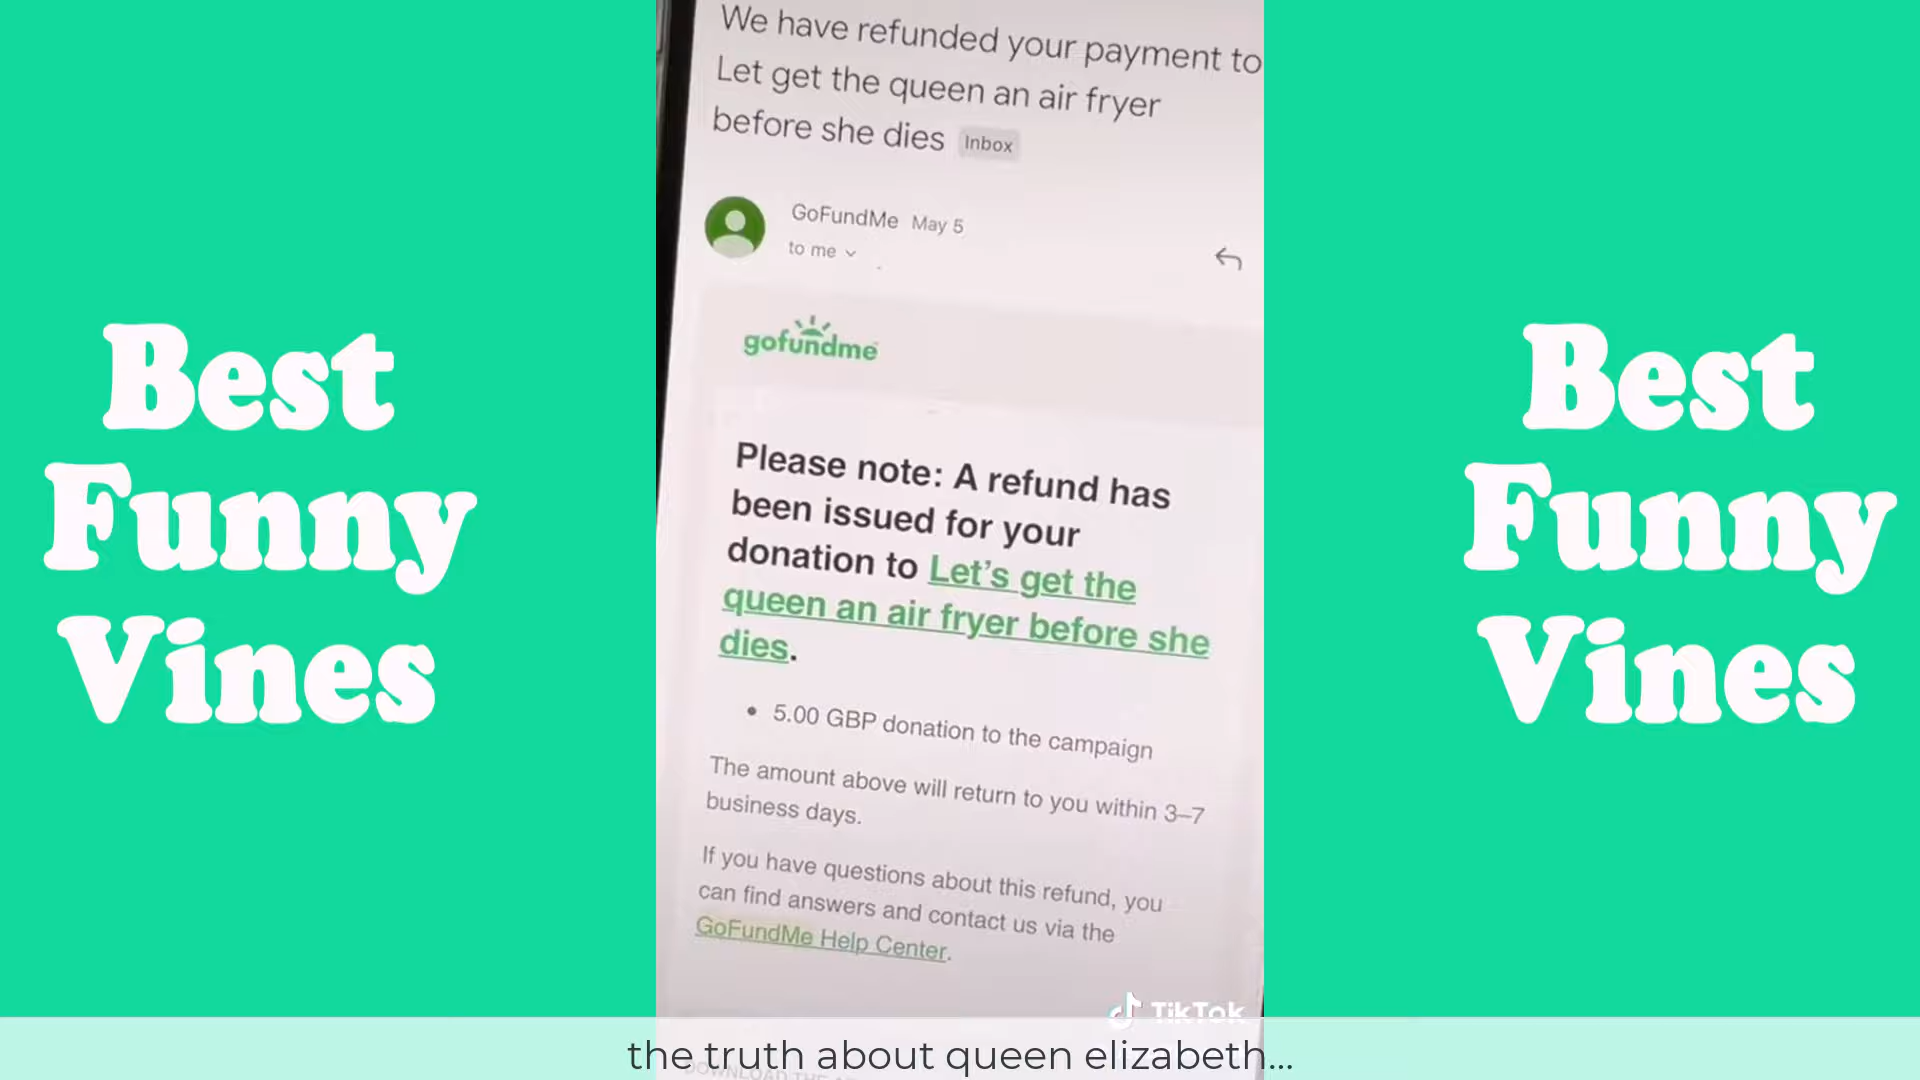 We have refunded your payment to
Let get the queen an air fryer
before she dies Inbox
GoFundMe May 5
to me
gofundme
Please note: A refund has
been issued for your
donation to Let's get the
queen an air fryer before she
dies.
• 5.00 GBP donation to the campaign
The amount above will return to you within 3–7
business days.
If you have questions about this refund, you
can find answers and contact us via the
GoFundMe Help Center.
TikTok
DOWNLOAD THE
the truth about queen elizabeth...
Best
Funny
Vines
Best
Funny
Vines